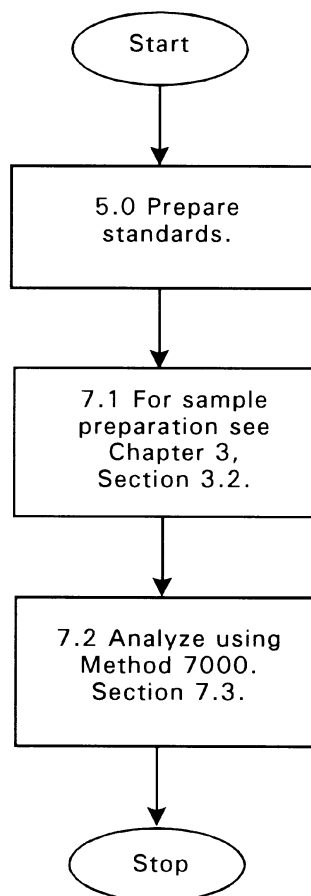 Start
5.0 Prepare
standards.
7.1 For sample
preparation see
Chapter 3,
Section 3.2.
7.2 Analyze using
Method 7000.
Section 7.3.
Stop